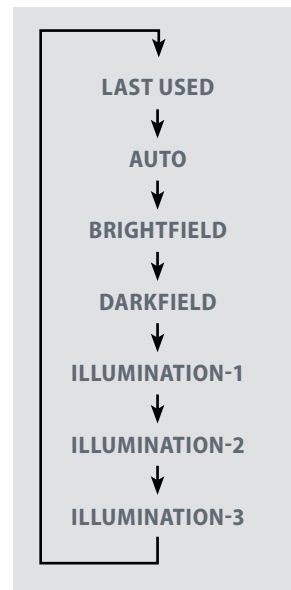 LAST USED
AUTO
BRIGHTFIELD
DARKFIELD
ILLUMINATION-1
ILLUMINATION-2
ILLUMINATION-3